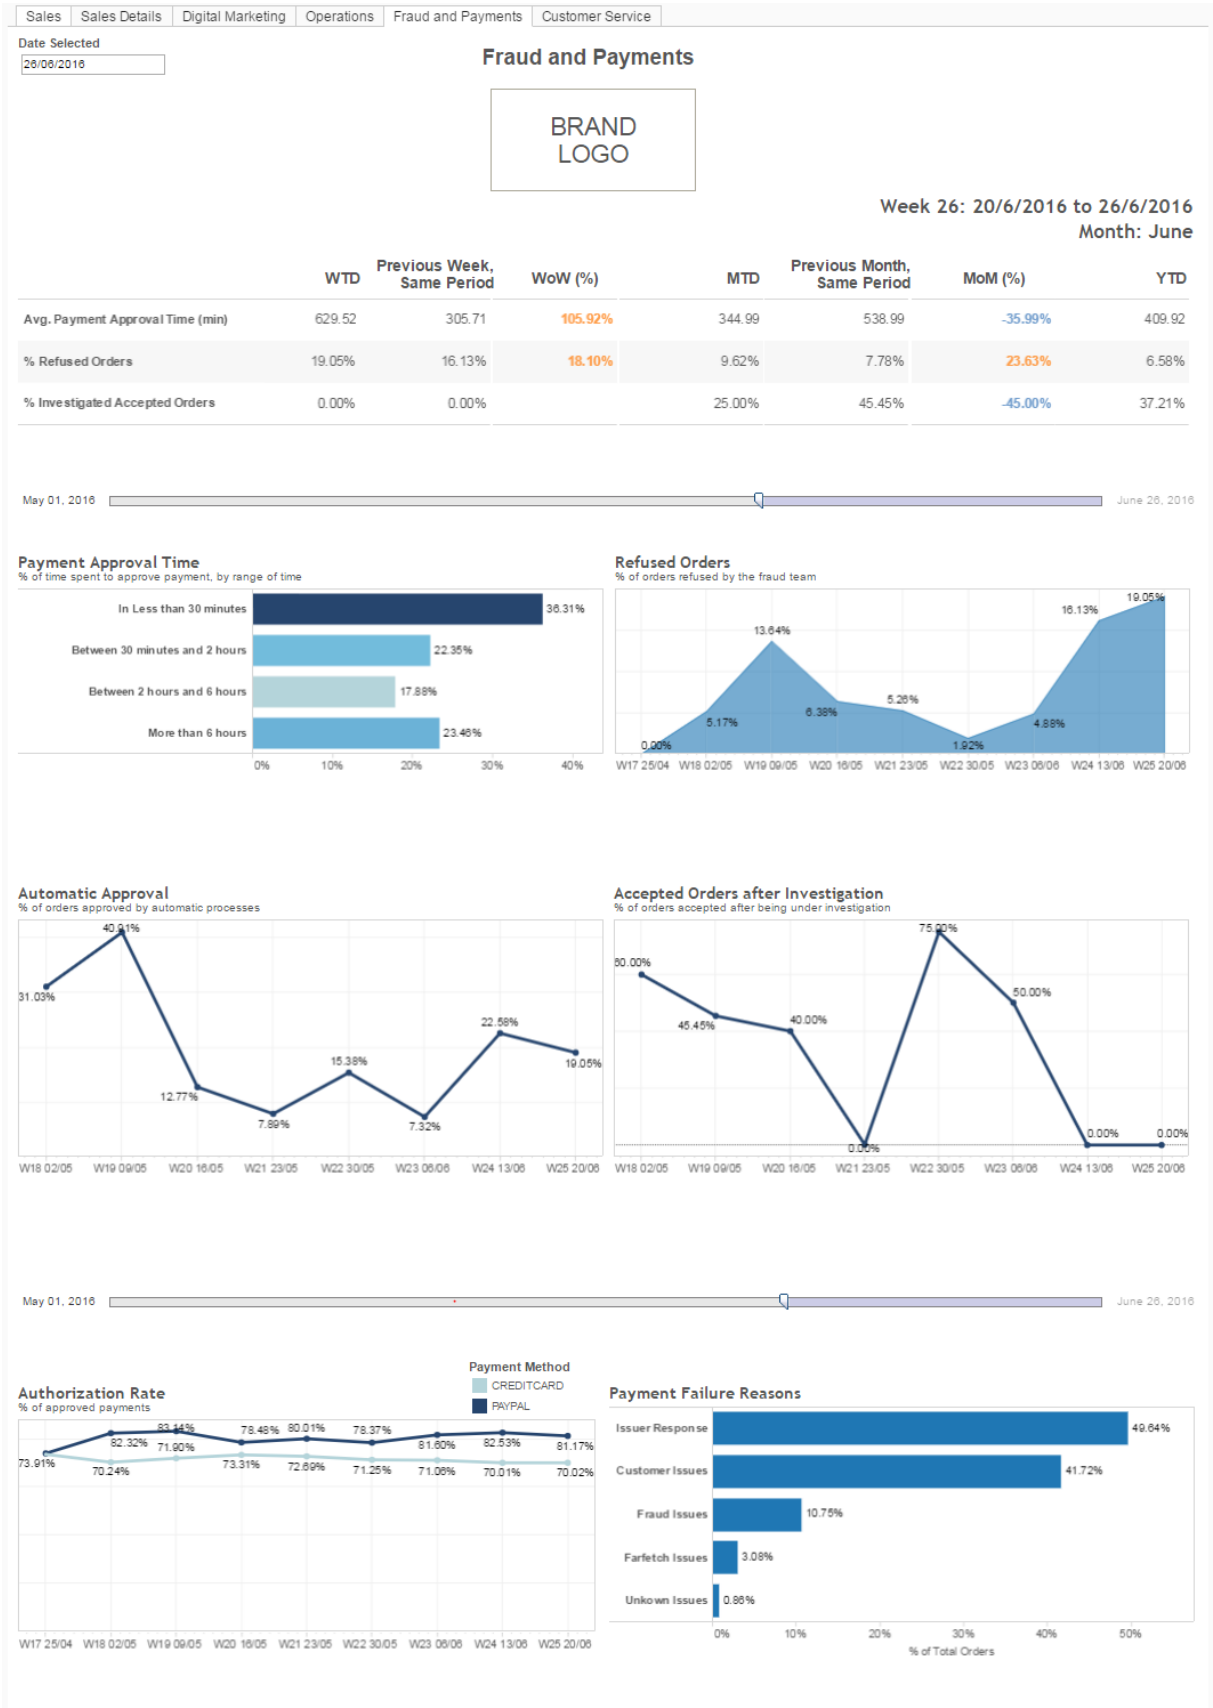 Sales Sales Details Digital Marketing Operations Fraud and Payments Customer Service
Date Selected
26/06/2016
Fraud and Payments
BRAND
LOGO
Week 26: 20/6/2016 to 26/6/2016
Month: June
WTD Previous Week, Same Period WoW (%) MTD Previous Month, Same Period MoM (%) YTD
Avg. Payment Approval Time (min) 629.52 305.71 105.92% 344.99 538.99 -35.99% 409.92
% Refused Orders 19.05% 16.13% 18.10% 9.62% 7.78% 23.63% 6.58%
% Investigated Accepted Orders 0.00% 0.00% 25.00% 45.45% -45.00% 37.21%
May 01, 2016 June 26, 2016
Payment Approval Time
% of time spent to approve payment, by range of time
In Less than 30 minutes 36.31%
Between 30 minutes and 2 hours 22.35%
Between 2 hours and 6 hours 17.88%
More than 6 hours 23.46%
0% 10% 20% 30% 40%
Refused Orders
% of orders refused by the fraud team
0.00% 5.17% 13.64% 6.38% 5.26% 1.92% 4.88% 16.13% 19.05%
W17 25/04 W18 02/05 W19 09/05 W20 16/05 W21 23/05 W22 30/05 W23 06/06 W24 13/06 W25 20/06
Automatic Approval
% of orders approved by automatic processes
31.03% 40.91% 12.77% 7.89% 15.38% 7.32% 22.58% 19.05%
W18 02/05 W19 09/05 W20 16/05 W21 23/05 W22 30/05 W23 06/06 W24 13/06 W25 20/06
Accepted Orders after Investigation
% of orders accepted after being under investigation
60.00% 45.45% 40.00% 0.00% 75.00% 50.00% 0.00% 0.00%
W18 02/05 W19 09/05 W20 16/05 W21 23/05 W22 30/05 W23 06/06 W24 13/06 W25 20/06
May 01, 2016 June 26, 2016
Payment Method
CREDITCARD
PAYPAL
Authorization Rate
% of approved payments
83.14% 78.48% 80.01% 78.37%
82.32% 81.60% 82.53% 81.17%
73.91% 70.24% 71.90% 73.31% 72.69% 71.25% 71.06% 70.01% 70.02%
W17 25/04 W18 02/05 W19 09/05 W20 16/05 W21 23/05 W22 30/05 W23 06/06 W24 13/06 W25 20/06
Payment Failure Reasons
Issuer Response 49.64%
Customer Issues 41.72%
Fraud Issues 10.75%
Farfetch Issues 3.08%
Unkown Issues 0.86%
0% 10% 20% 30% 40% 50%
% of Total Orders